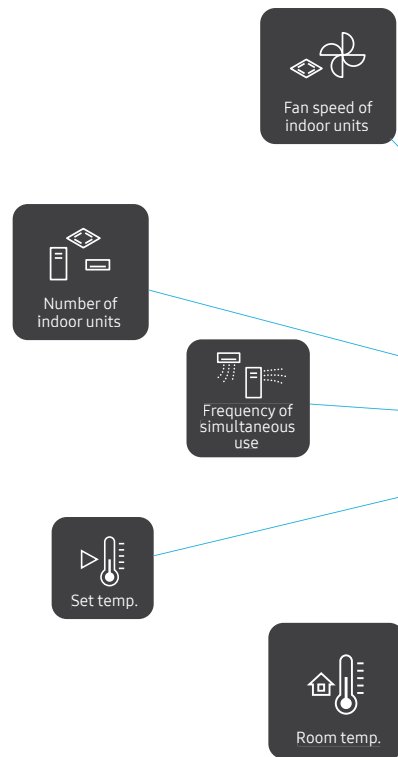 Fan speed of
indoor units
Number of
indoor units
Frequency of
simultaneous
use
Set temp.
Room temp.